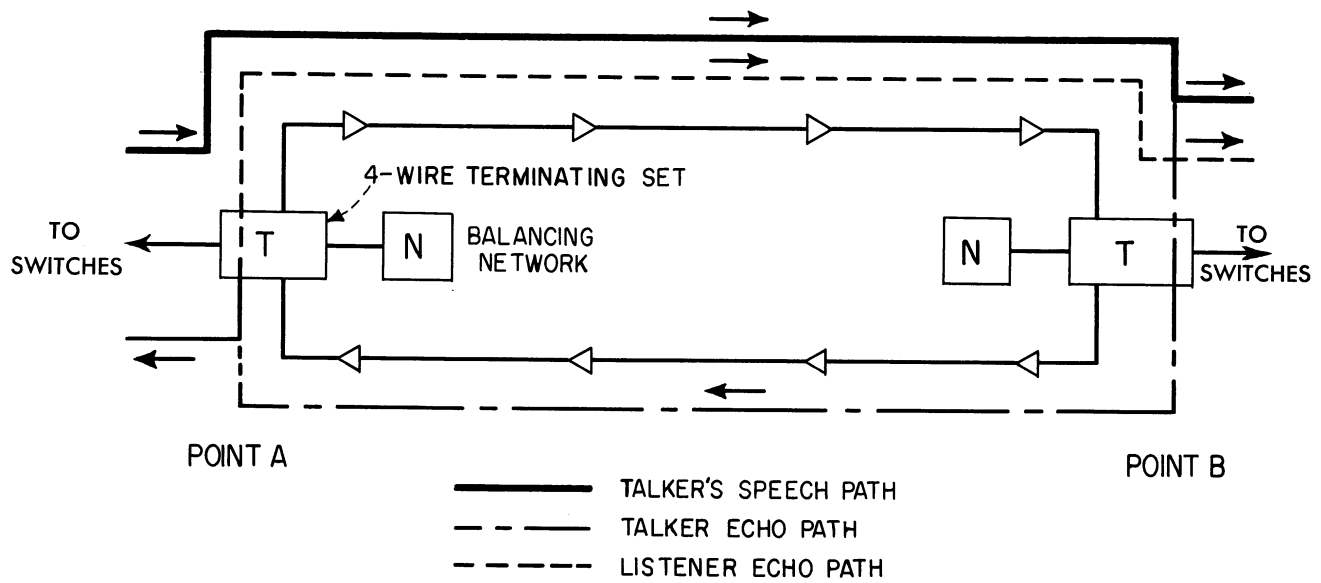 4-WIRE TERMINATING SET
TO
SWITCHES
T
N
BALANCING
NETWORK
N
T
TO
SWITCHES
POINT A
POINT B
TALKER'S SPEECH PATH
TALKER ECHO PATH
LISTENER ECHO PATH